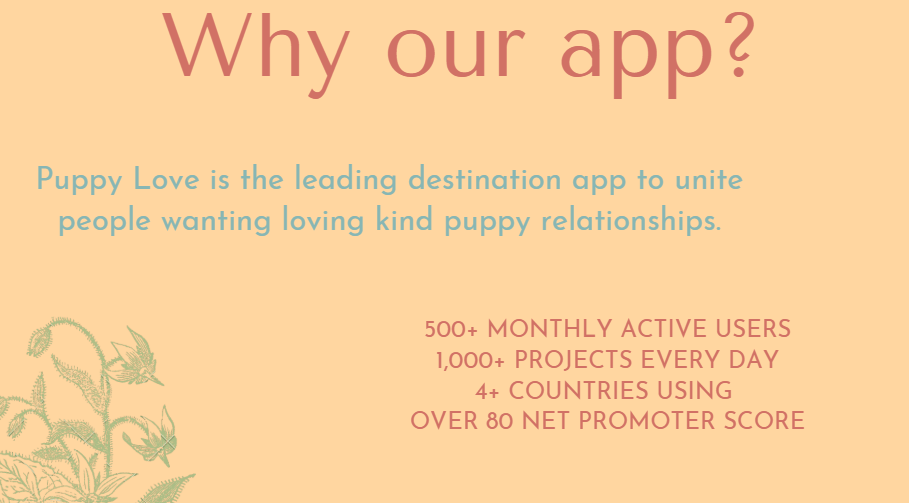 Why our app?
Puppy Love is the leading destination app to unite
people wanting loving kind puppy relationships.
500+ MONTHLY ACTIVE USERS
1,000+ PROJECTS EVERY DAY
4+ COUNTRIES USING
OVER 80 NET PROMOTER SCORE